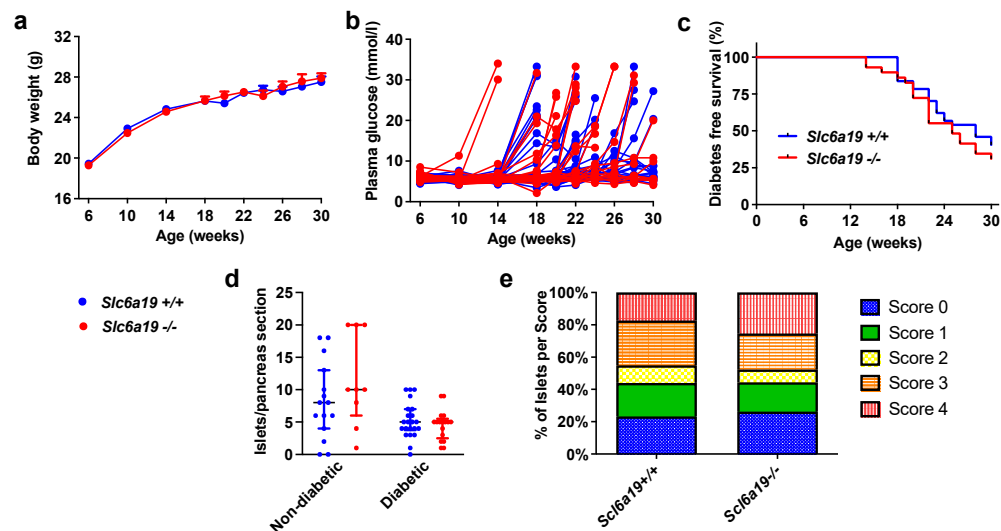 a
Body weight (g)
28
24
20
16
6 10 14 18 22 26 30
Age (weeks)
b
Plasma glucose (mmol/l)
40
30
20
10
0
6 10 14 18 22 26 30
Age (weeks)
c
Diabetes free survival (%)
100
75
50
25
0
Slc6a19 +/+
Slc6a19 -/-
0 6 12 18 24 30
Age (weeks)
Slc6a19 +/+
Slc6a19 -/-
d
Islets/pancreas section
25
20
15
10
5
0
Non-diabetic
Diabetic
e
% of Islets per Score
100%
80%
60%
40%
20%
0%
Scl6a19+/+
Scl6a19-/-
Score 0
Score 1
Score 2
Score 3
Score 4